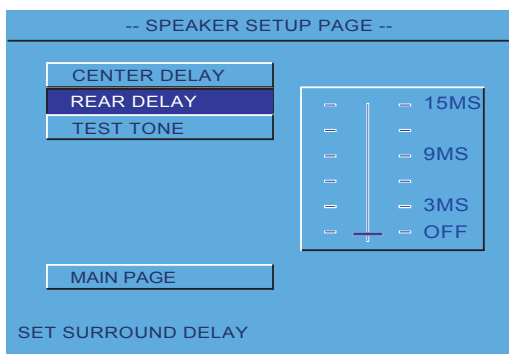 -- SPEAKER SETUP PAGE --
CENTER DELAY
REAR DELAY
TEST TONE
15MS
9MS
3MS
OFF
MAIN PAGE
SET SURROUND DELAY